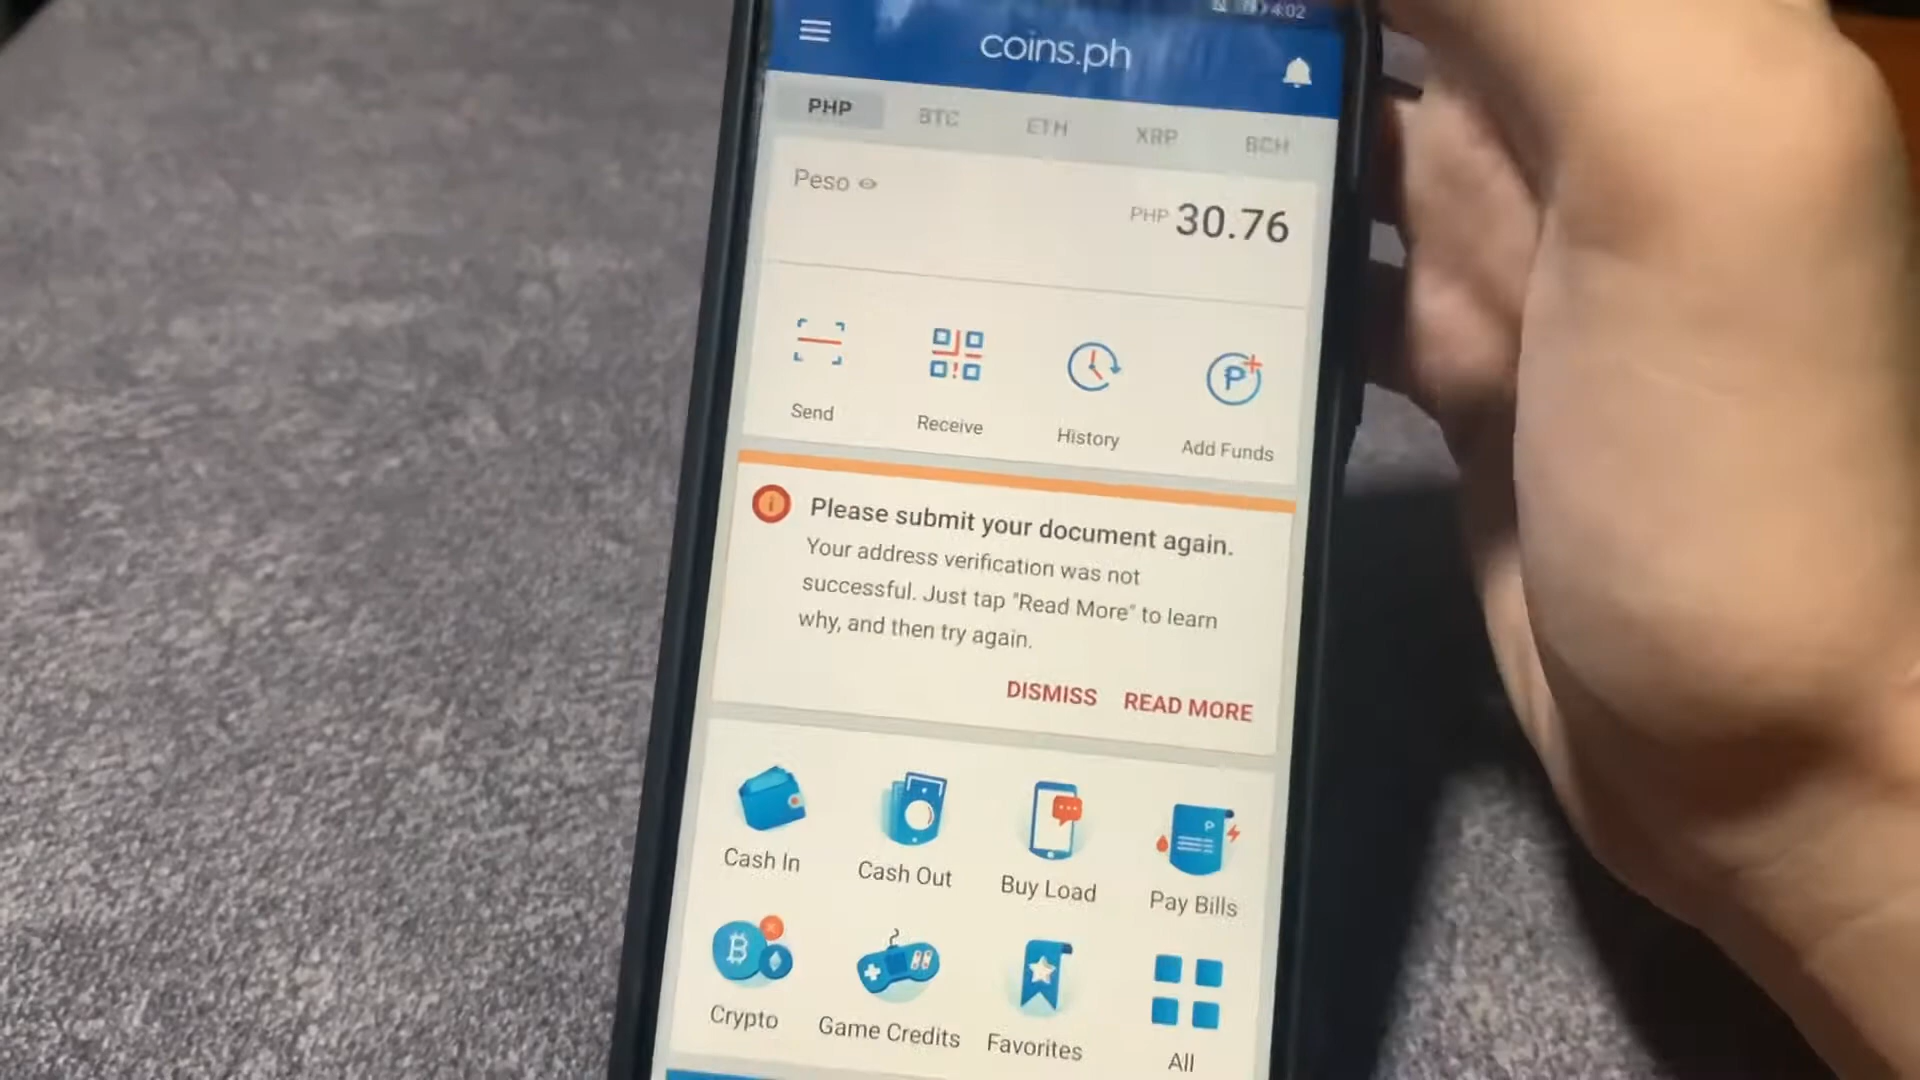 4:02
coins.ph
PHP BTC ETH XRP BCH
Peso
PHP 30.76
Send Receive History Add Funds
Please submit your document again.
Your address verification was not
successful. Just tap "Read More" to learn
why, and then try again.
DISMISS READ MORE
Cash In Cash Out Buy Load Pay Bills
Crypto Game Credits Favorites All